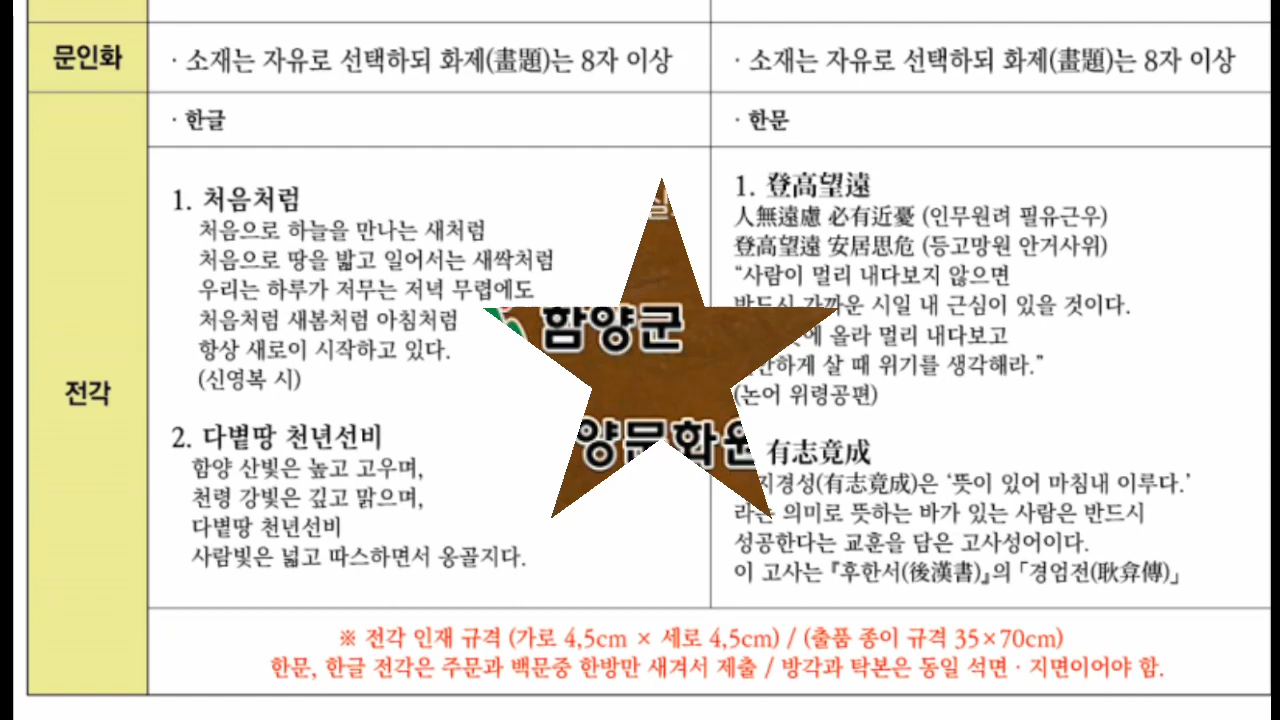 문인화
· 소재는 자유로 선택하되 화제(畫題)는 8자 이상
· 소재는 자유로 선택하되 화제(畫題)는 8자 이상
전각
· 한글
1. 처음처럼
처음으로 하늘을 만나는 새처럼
처음으로 땅을 밟고 일어서는 새싹처럼
우리는 하루가 저무는 저녁 무렵에도
처음처럼 새봄처럼 아침처럼
항상 새로이 시작하고 있다.
(신영복 시)
2. 다볕땅 천년선비
함양 산빛은 높고 고우며,
천령 강빛은 깊고 맑으며,
다볕땅 천년선비
사람빛은 넓고 따스하면서 옹골지다.
함양군
양문화원
· 한문
1. 登高望遠
人無遠慮 必有近憂 (인무원려 필유근우)
登高望遠 安居思危 (등고망원 안거사위)
“사람이 멀리 내다보지 않으면
반드시 가까운 시일 내 근심이 있을 것이다.
에 올라 멀리 내다보고
안하게 살 때 위기를 생각해라.”
(논어 위령공편)
有志竟成
지경성(有志竟成)은 ‘뜻이 있어 마침내 이루다.’
라는 의미로 뜻하는 바가 있는 사람은 반드시
성공한다는 교훈을 담은 고사성어이다.
이 고사는 『후한서(後漢書)』의 「경엄전(耿弇傳)」
※ 전각 인재 규격 (가로 4,5cm × 세로 4,5cm) / (출품 종이 규격 35×70cm)
한문, 한글 전각은 주문과 백문중 한방만 새겨서 제출 / 방각과 탁본은 동일 석면 · 지면이어야 함.